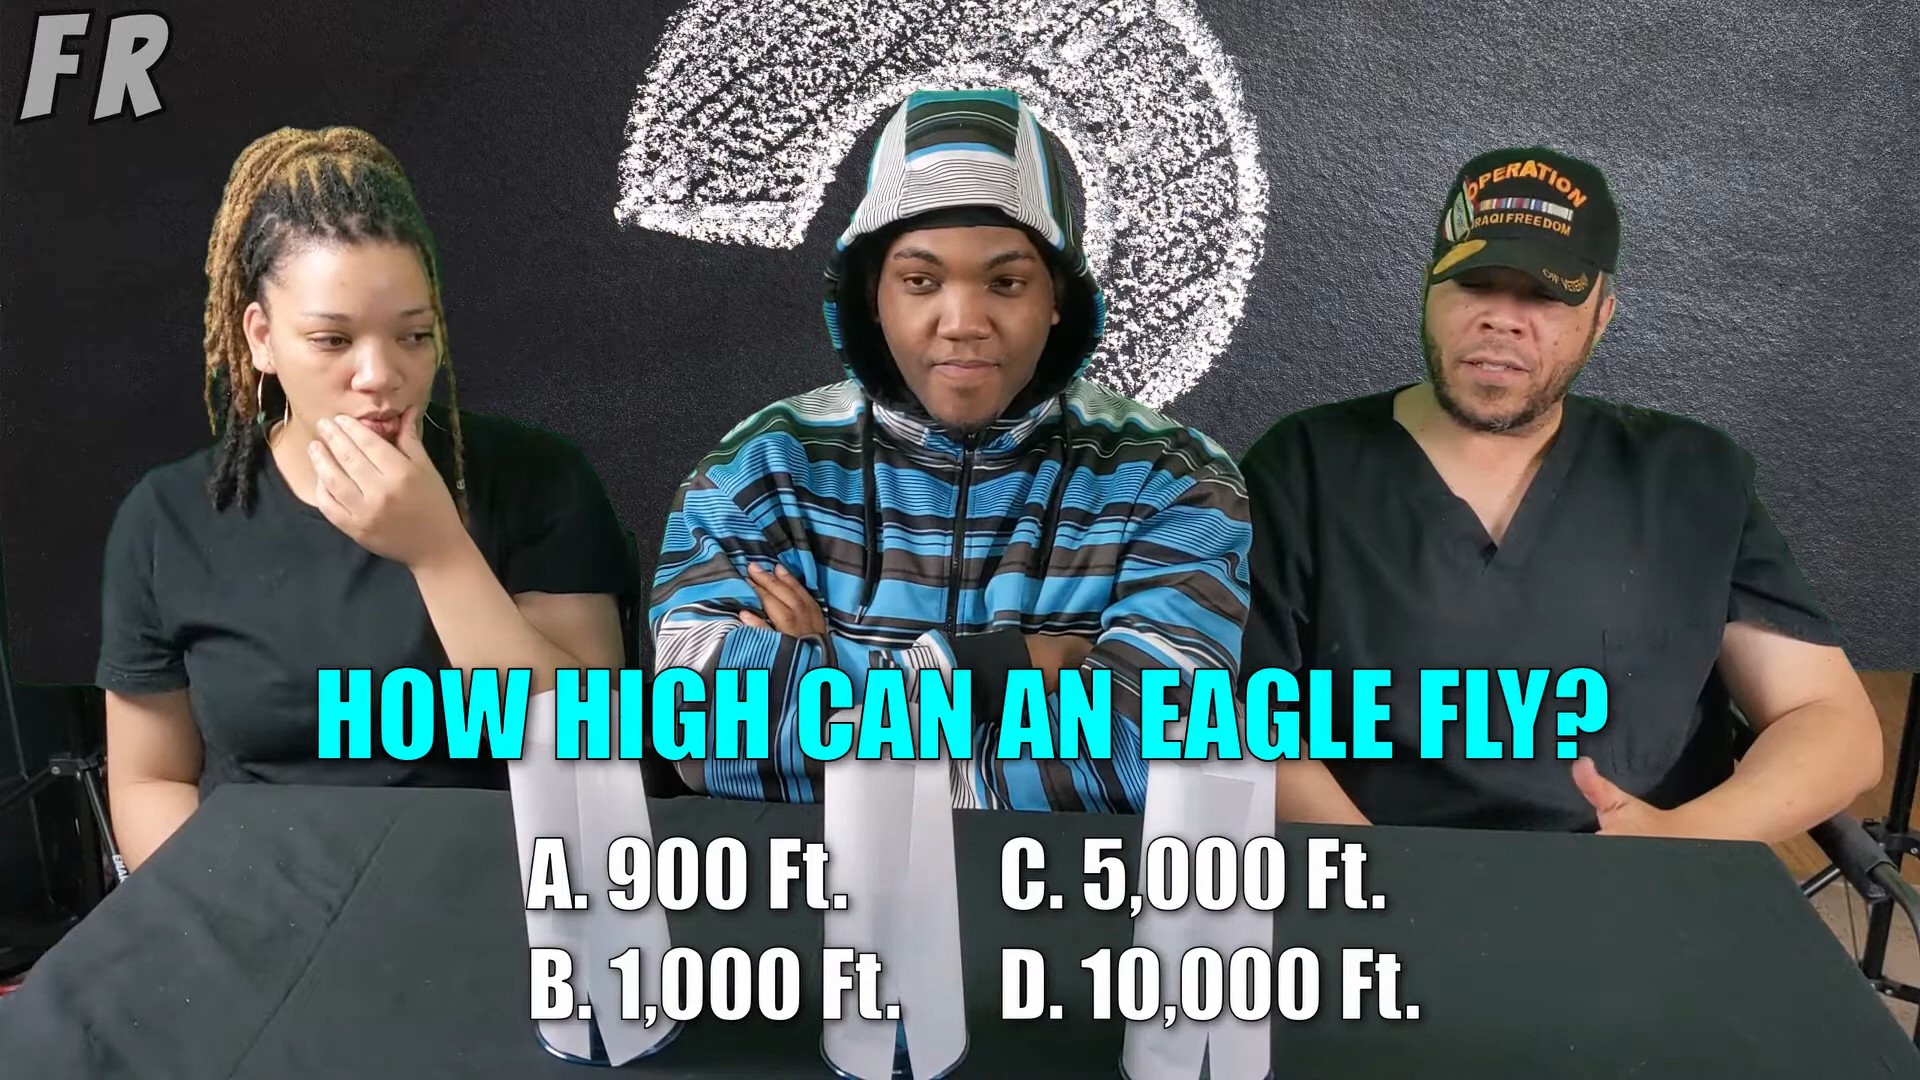 FR
OPERATION
IRAQI FREEDOM
HOW HIGH CAN AN EAGLE FLY?
A. 900 Ft.
B. 1,000 Ft.
C. 5,000 Ft.
D. 10,000 Ft.